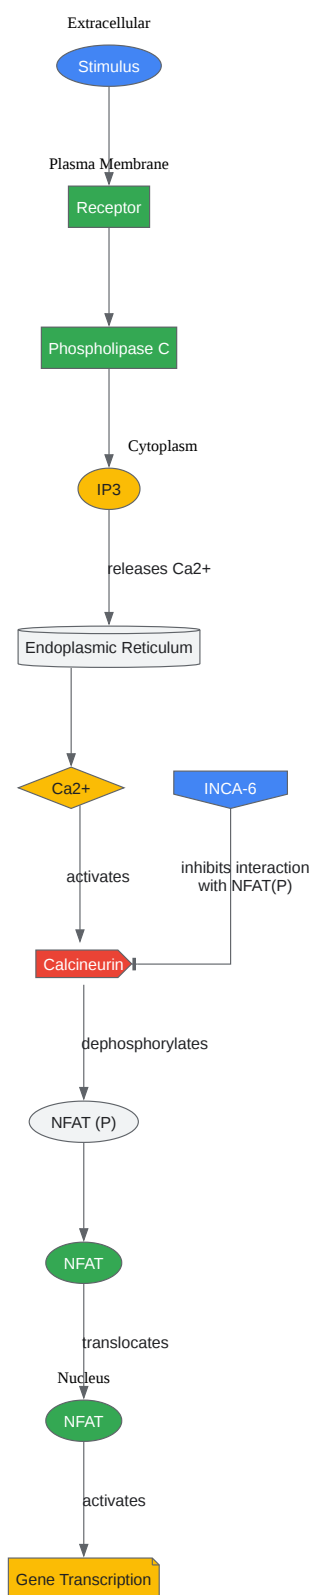 Extracellular
Stimulus
Plasma Membrane
Receptor
Phospholipase C
Cytoplasm
IP3
releases Ca2+
Endoplasmic Reticulum
Ca2+
INCA-6
activates
inhibits interaction
with NFAT(P)
Calcineurin
dephosphorylates
NFAT (P)
NFAT
translocates
Nucleus
NFAT
activates
Gene Transcription